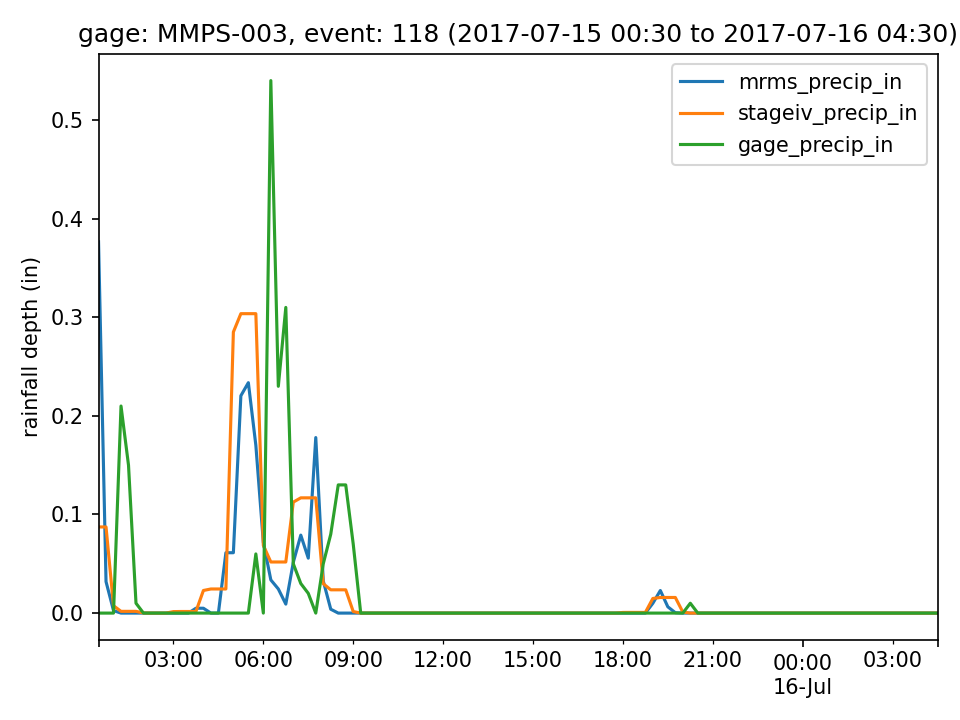 gage: MMPS-003, event: 118 (2017-07-15 00:30 to 2017-07-16 04:30)
mrms_precip_in
stageiv_precip_in
gage_precip_in
rainfall depth (in)
0.5
0.4
0.3
0.2
0.1
0.0
03:00 06:00 09:00 12:00 15:00 18:00 21:00 00:00 03:00
16-Jul